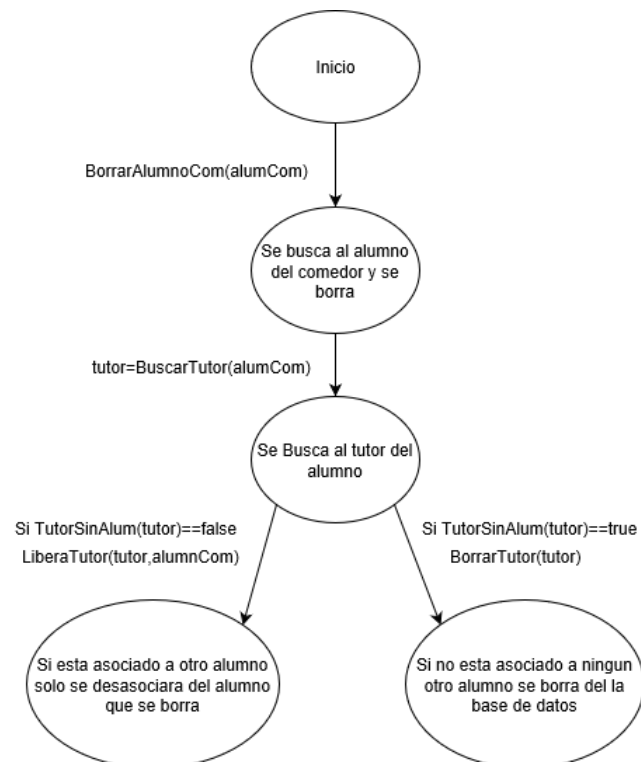 Inicio
BorrarAlumnoCom(alumCom)
Se busca al alumno
del comedor y se
borra
tutor=BuscarTutor(alumCom)
Se Busca al tutor del
alumno
Si TutorSinAlum(tutor)==false
LiberaTutor(tutor,alumnCom)
Si TutorSinAlum(tutor)==true
BorrarTutor(tutor)
Si esta asociado a otro alumno
solo se desasociara del alumno
que se borra
Si no esta asociado a ningun
otro alumno se borra del la
base de datos